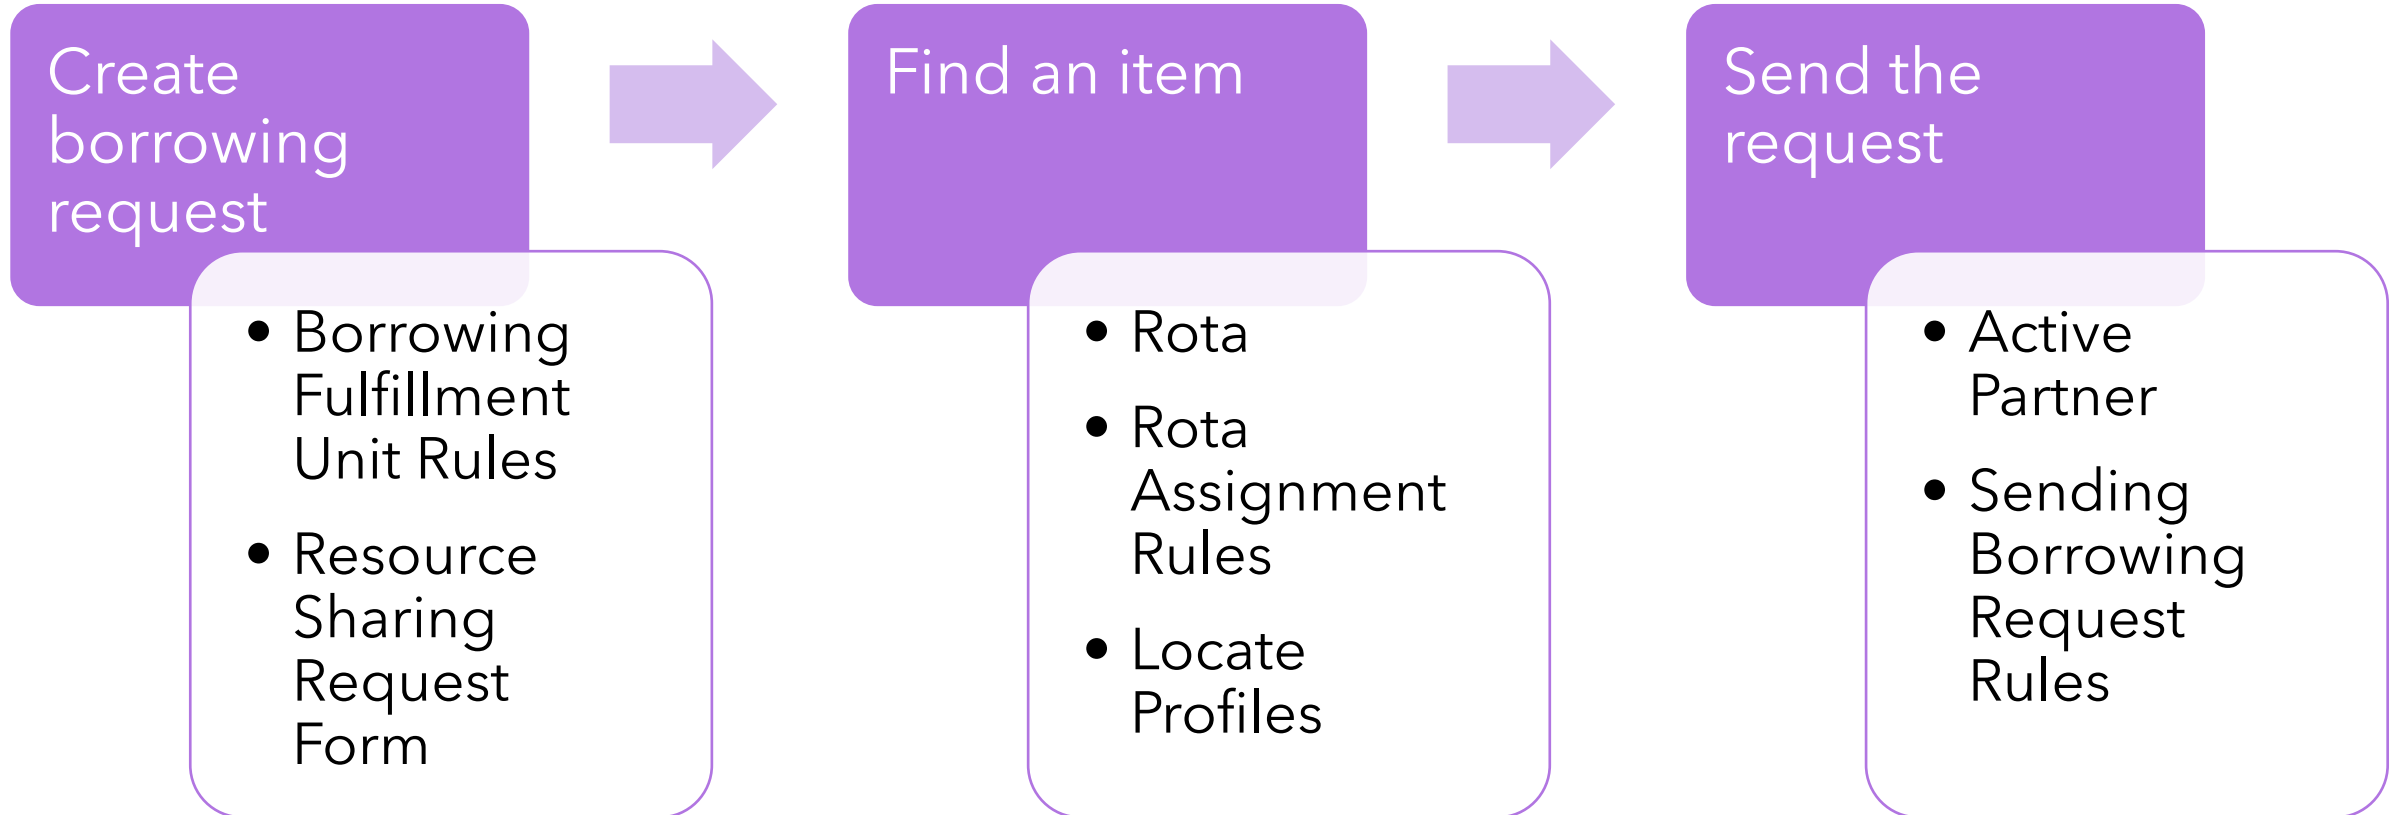 Create
borrowing
request
• Borrowing
Fulfillment
Unit Rules
• Resource
Sharing
Request
Form
Find an item
• Rota
• Rota
Assignment
Rules
• Locate
Profiles
Send the
request
• Active
Partner
• Sending
Borrowing
Request
Rules